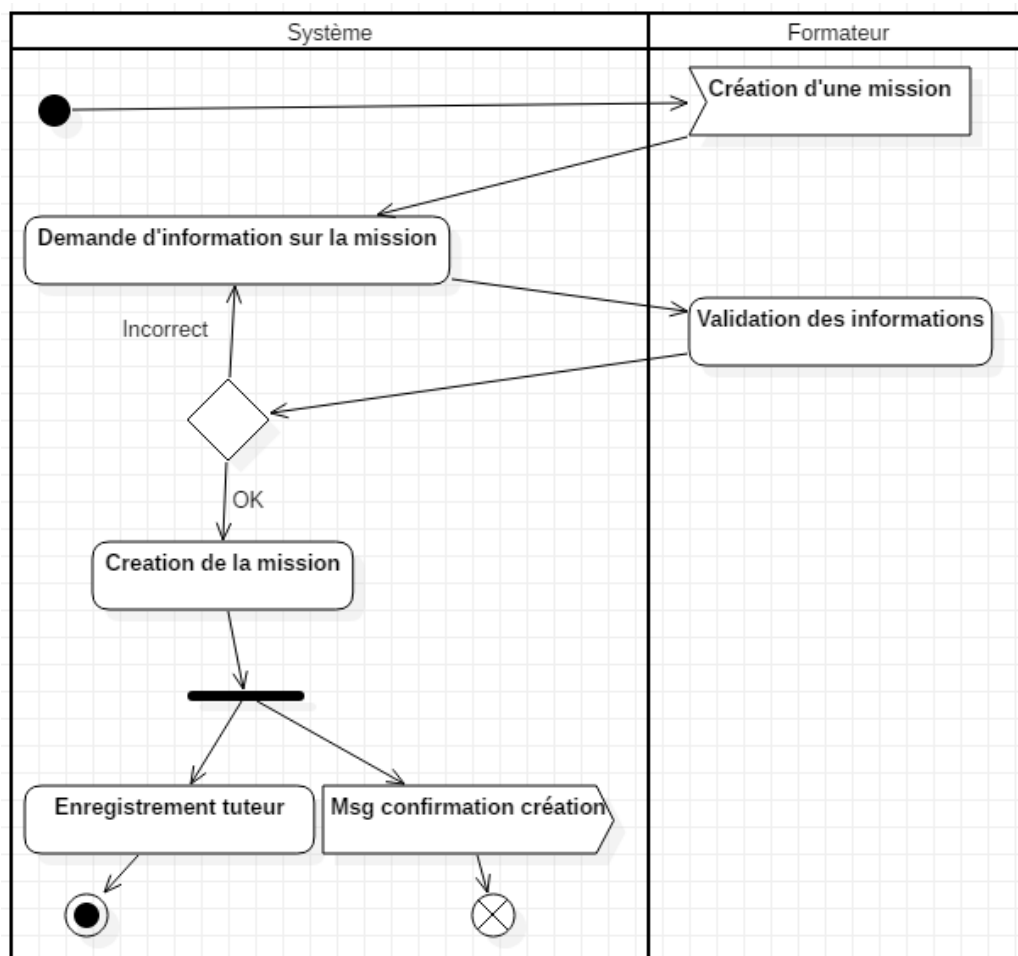 Système
Formateur
Création d'une mission
Demande d'information sur la mission
Validation des informations
Incorrect
OK
Creation de la mission
Enregistrement tuteur
Msg confirmation création